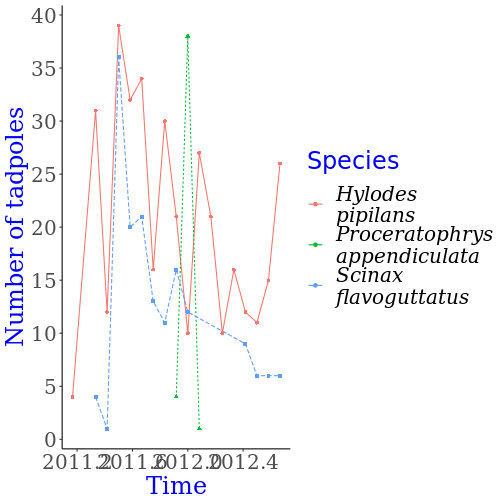 Number of tadpoles
40
35
30
25
20
15
10
5
0
2011.2 2011.6 2012.0 2012.4
Time
Species
Hylodes
pipilans
Proceratophrys
appendiculata
Scinax
flavoguttatus